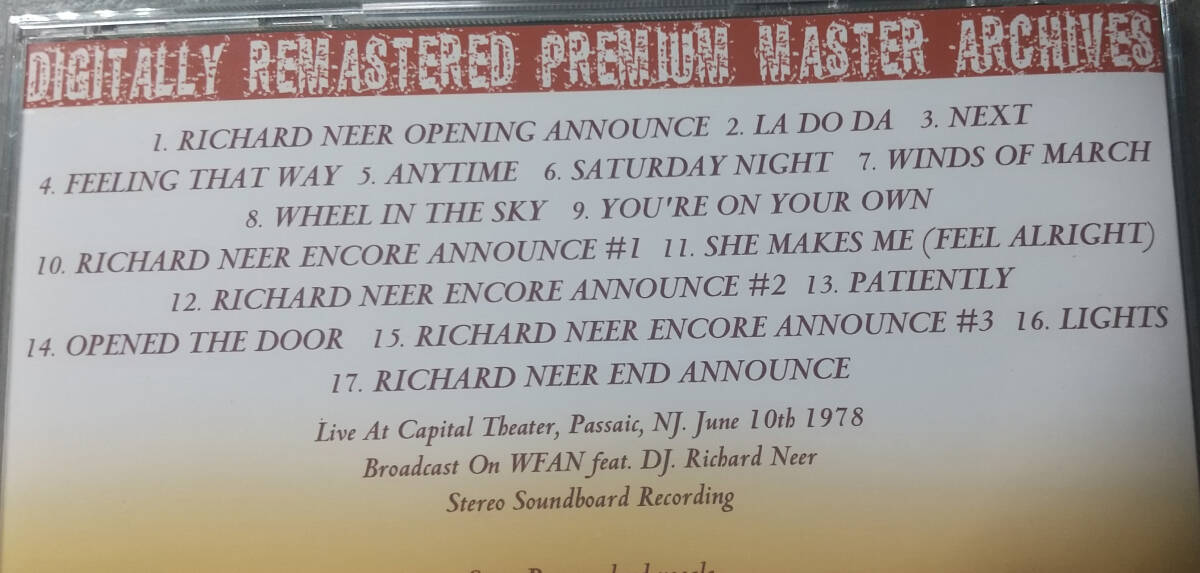 DIGITALLY REMASTERED PREMIUM MASTER ARCHIVES
1. RICHARD NEER OPENING ANNOUNCE 2. LA DO DA 3. NEXT
4. FEELING THAT WAY 5. ANYTIME 6. SATURDAY NIGHT 7. WINDS OF MARCH
8. WHEEL IN THE SKY 9. YOU'RE ON YOUR OWN
10. RICHARD NEER ENCORE ANNOUNCE #1 11. SHE MAKES ME (FEEL ALRIGHT)
12. RICHARD NEER ENCORE ANNOUNCE #2 13. PATIENTLY
14. OPENED THE DOOR 15. RICHARD NEER ENCORE ANNOUNCE #3 16. LIGHTS
17. RICHARD NEER END ANNOUNCE
Live At Capital Theater, Passaic, NJ. June 10th 1978
Broadcast On WFAN feat. DJ. Richard Neer
Stereo Soundboard Recording